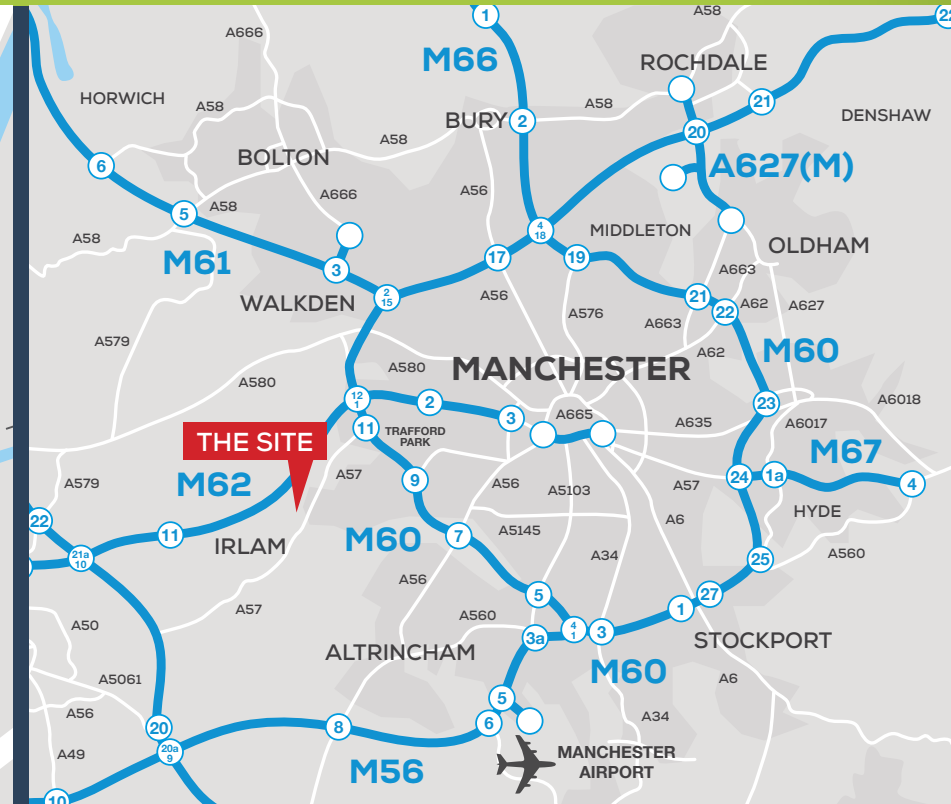 1
A58
22
A666
M66
ROCHDALE
HORWICH
A58
BURY
2
A58
21
DENSHAW
A58
20
BOLTON
6
A627(M)
A666
A56
5
A58
4
18
MIDDLETON
A58
OLDHAM
M61
3
17
19
A663
WALKDEN
2
15
A56
21
22
A62
A627
A576
A663
A579
A62
M60
A580
MANCHESTER
A580
12
1
2
3
23
A6018
A665
A635
A6017
11
TRAFFORD
PARK
THE SITE
M67
A579
M62
A57
9
A56
A5103
A57
24
1a
4
22
A6
HYDE
11
IRLAM
M60
7
A5145
21a
10
A34
25
A560
A56
5
27
A57
A560
1
A50
3a
4
1
3
STOCKPORT
ALTRINCHAM
M60
A5061
A6
5
A56
20
8
6
A34
A49
20a
9
M56
MANCHESTER
AIRPORT
10